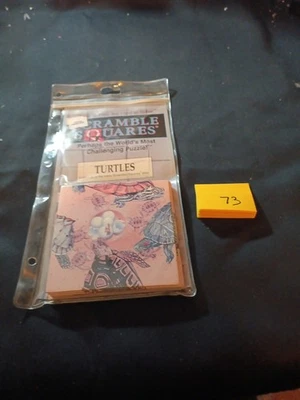 SCRAMBLE
SQUARES®
Perhaps the World's Most
Challenging Puzzle!
TURTLES
73